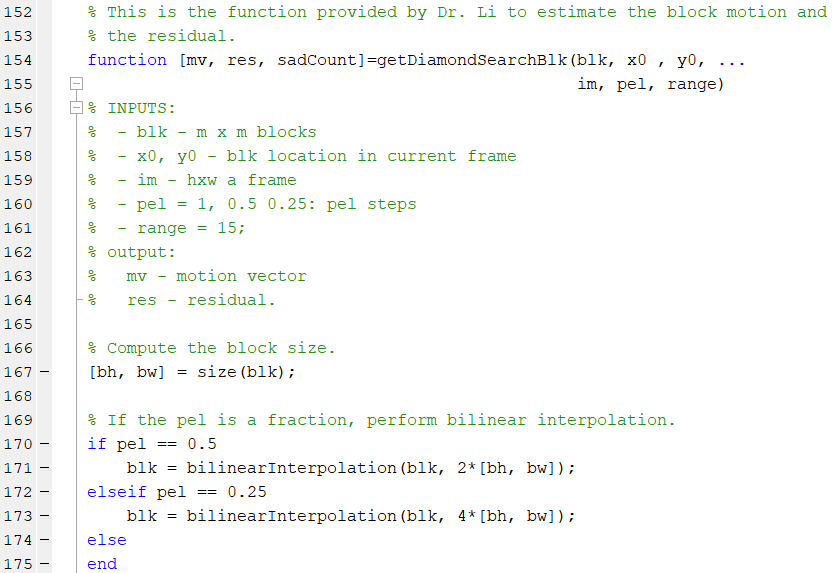 152 % This is the function provided by Dr. Li to estimate the block motion and
153 % the residual.
154 function [mv, res, sadCount]=getDiamondSearchBlk(blk, x0 , y0, ...
155 im, pel, range)
156 % INPUTS:
157 %  - blk - m x m blocks
158 %  - x0, y0 - blk location in current frame
159 %  - im - hxw a frame
160 %  - pel = 1, 0.5 0.25: pel steps
161 %  - range = 15;
162 % output:
163 %   mv - motion vector
164 %   res - residual.
165
166 % Compute the block size.
167 - [bh, bw] = size(blk);
168
169 % If the pel is a fraction, perform bilinear interpolation.
170 - if pel == 0.5
171 -     blk = bilinearInterpolation(blk, 2*[bh, bw]);
172 - elseif pel == 0.25
173 -     blk = bilinearInterpolation(blk, 4*[bh, bw]);
174 - else
175 - end